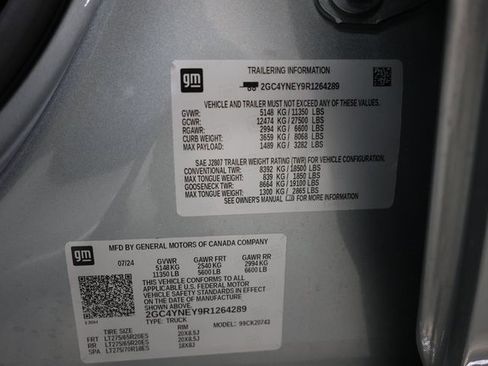 gm
TRAILERING INFORMATION
2GC4YNEY9R1264289
VEHICLE AND TRAILER MUST NOT EXCEED ANY OF THESE VALUES.
GVWR: 5148 KG/11350 LBS
GCWR: 12474 KG/27500 LBS
RGAWR: 2994 KG/ 6600 LBS
CURB WEIGHT: 3659 KG/ 8068 LBS
MAX PAYLOAD: 1489 KG/ 3282 LBS
SAE J2807 TRAILER WEIGHT RATING (TWR) FOR VEHICLE CONFIGURATION.
CONVENTIONAL TWR: 8392 KG/18500 LBS
MAX TONGUE WEIGHT: 839 KG/ 1850 LBS
GOOSENECK TWR: 8664 KG/19100 LBS
MAX TONGUE WEIGHT: 1300 KG/ 2865 LBS
SEE OWNER'S MANUAL FOR MORE INFORMATION
gm
MFD BY GENERAL MOTORS OF CANADA COMPANY
07/24 GVWR GAWR FRT GAWR RR
5148KG 2540 KG 2994 KG
11350 LB 5600 LB 6600 LB
THIS VEHICLE CONFORMS TO ALL
APPLICABLE U.S. FEDERAL MOTOR
VEHICLE SAFETY STANDARDS IN EFFECT
ON THE DATE OF MANUFACTURE
SHOWN ABOVE.
2GC4YNEY9R1264289
TYPE: TRUCK MODEL: 99CK20743
TIRE SIZE RIM
FRT LT275/65R20ES 20X8.5J
RR LT275/65R20ES 20X8.5J
SPA LT275/70R18ES 18X8J